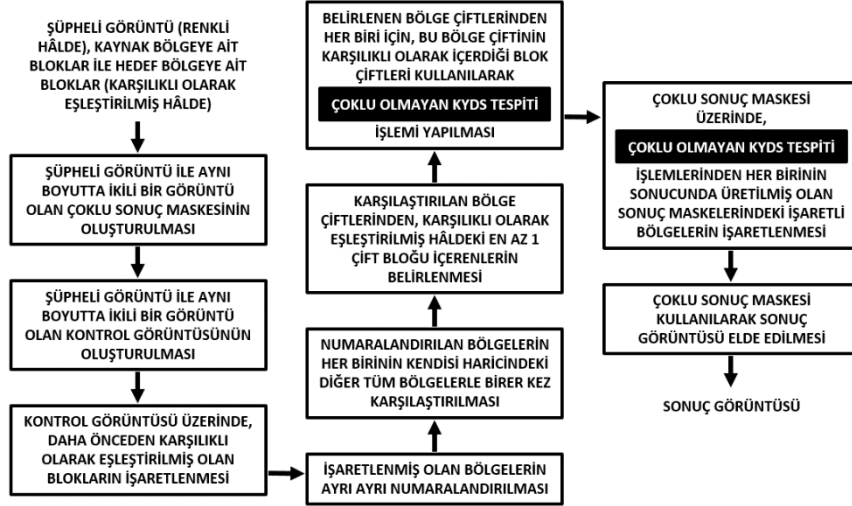 ŞÜPHELİ GÖRÜNTÜ (RENKLİ
HÂLDE), KAYNAK BÖLGEYE AİT
BLOKLAR İLE HEDEF BÖLGEYE AİT
BLOKLAR (KARŞILIKLI OLARAK
EŞLEŞTİRİLMİŞ HÂLDE)
ŞÜPHELİ GÖRÜNTÜ İLE AYNI
BOYUTTA İKİLİ BİR GÖRÜNTÜ
OLAN ÇOKLU SONUÇ MASKESİNİN
OLUŞTURULMASI
ŞÜPHELİ GÖRÜNTÜ İLE AYNI
BOYUTTA İKİLİ BİR GÖRÜNTÜ
OLAN KONTROL GÖRÜNTÜSÜNÜN
OLUŞTURULMASI
KONTROL GÖRÜNTÜSÜ ÜZERİNDE,
DAHA ÖNCEDEN KARŞILIKLI
OLARAK EŞLEŞTİRİLMİŞ OLAN
BLOKLARIN İŞARETLENMESİ
İŞARETLENMİŞ OLAN BÖLGELERİN
AYRI AYRI NUMARALANDIRILMASI
NUMARALANDIRILAN BÖLGELERİN
HER BİRİNİN KENDİSİ HARİCİNDEKİ
DİĞER TÜM BÖLGELERLE BİRER KEZ
KARŞILAŞTIRILMASI
KARŞILAŞTIRILAN BÖLGE
ÇİFTLERİNDEN, KARŞILIKLI OLARAK
EŞLEŞTİRİLMİŞ HÂLDEKİ EN AZ 1
ÇİFT BLOĞU İÇERENLERİN
BELİRLENMESİ
BELİRLENEN BÖLGE ÇİFTLERİNDEN
HER BİRİ İÇİN, BU BÖLGE ÇİFTİNİN
KARŞILIKLI OLARAK İÇERDİĞİ BLOK
ÇİFTLERİ KULLANILARAK
ÇOKLU OLMAYAN KYDS TESPİTİ
İŞLEMİ YAPILMASI
ÇOKLU SONUÇ MASKESİ
ÜZERİNDE,
ÇOKLU OLMAYAN KYDS TESPİTİ
İŞLEMLERİNDEN HER BİRİNİN
SONUCUNDA ÜRETİLMİŞ OLAN
SONUÇ MASKELERİNDEKİ İŞARETLİ
BÖLGELERİN İŞARETLENMESİ
ÇOKLU SONUÇ MASKESİ
KULLANILARAK SONUÇ
GÖRÜNTÜSÜ ELDE EDİLMESİ
SONUÇ GÖRÜNTÜSÜ